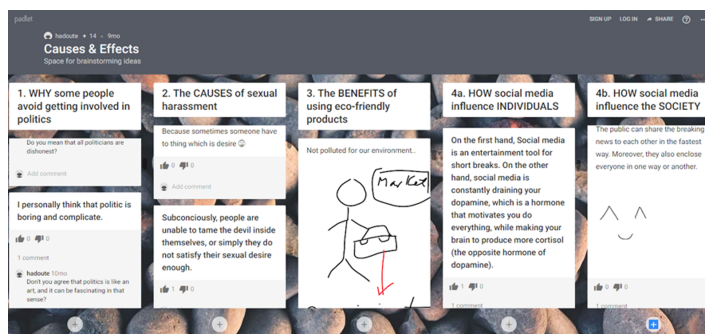 padlet
SIGN UP LOG IN SHARE
hadoute • 14 • 9mo
Causes & Effects
Space for brainstorming ideas
1. WHY some people
avoid getting involved in
politics
Do you mean that all politicians are
dishonest?
Add comment
I personally think that politic is
boring and complicate.
0 0
1 comment
hadoute 10mo
Don't you agree that politics is like an
art, and it can be fascinating in that
sense?
2. The CAUSES of sexual
harassment
Because sometimes someone have
to thing which is desire
0 0
Add comment
Subconciously, people are
unable to tame the devil inside
themselves, or simply they do
not satisfy their sexual desire
enough.
1 0
3. The BENEFITS of
using eco-friendly
products
Not polluted for our environment..
Market
4a. HOW social media
influence INDIVIDUALS
On the first hand, Social media
is an entertainment tool for
short breaks. On the other
hand, social media is
constantly draining your
dopamine, which is a hormone
that motivates you do
everything, while making your
brain to produce more cortisol
(the opposite hormone of
dopamine).
1 0
1 comment
4b. HOW social media
influence the SOCIETY
The public can share the breaking
news to each other in the fastest
way. Moreover, they also enclose
everyone in one way or another.
0 0
1 comment